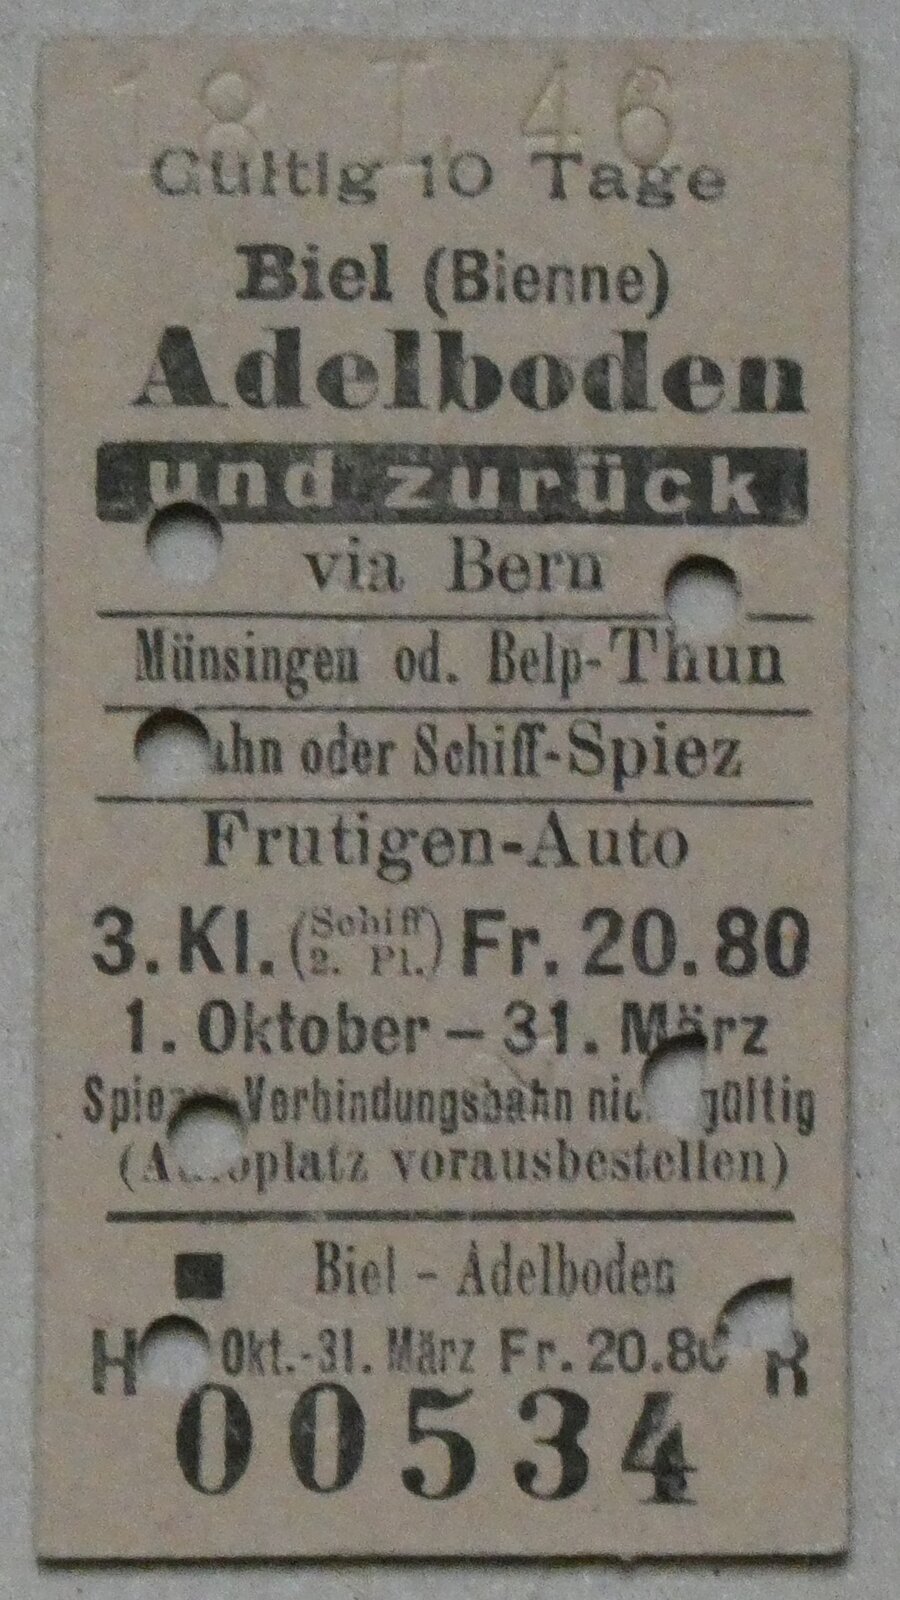 18 I. 46
Gültig 10 Tage
Biel (Bienne)
Adelboden
und zurück
via Bern
Münsingen od. Belp-Thun
ahn oder Schiff-Spiez
Frutigen-Auto
3. Kl. (Schiff 2. Pl.) Fr. 20.80
1. Oktober – 31. März
Verbindungsbahn gültig
vorausbestellen)
Biel - Adelboden
H Okt.-31. März Fr. 20.80 R
00534